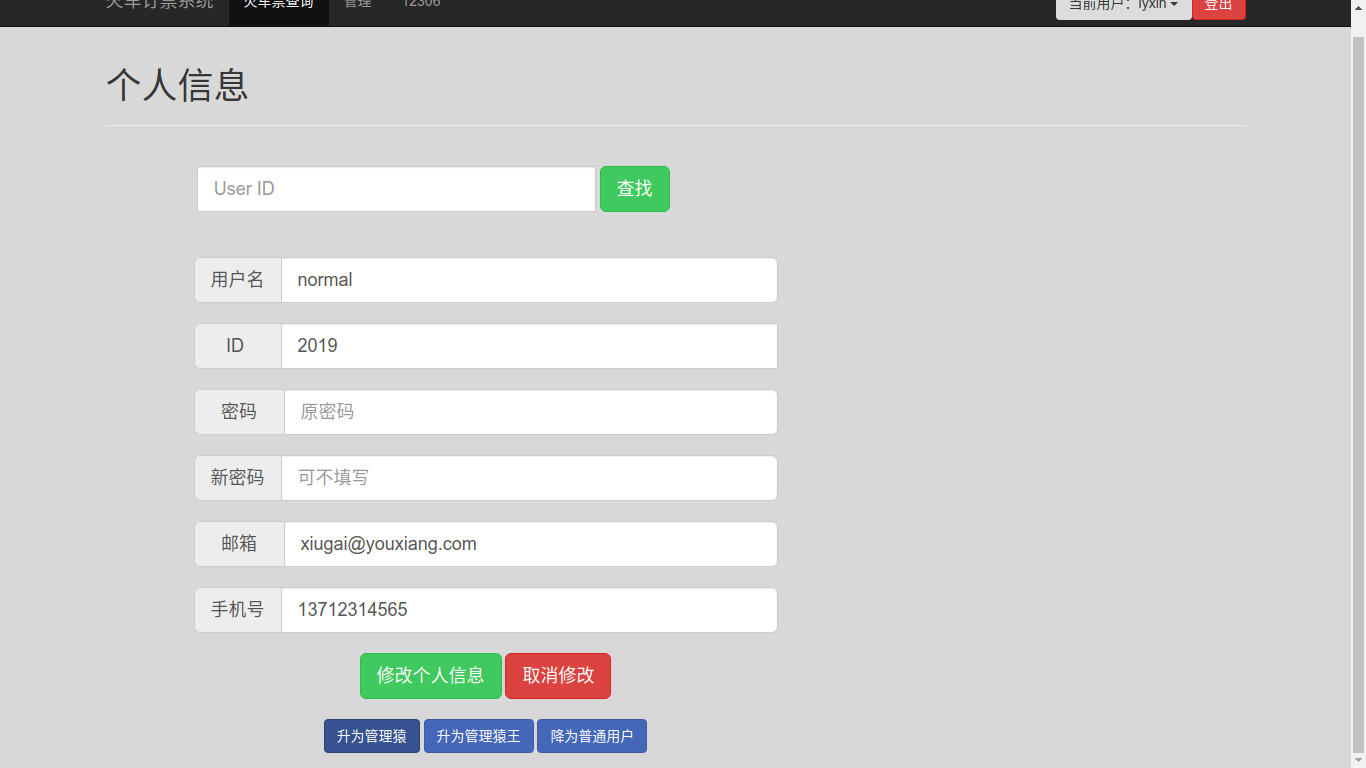 火车订票系统 火车票查询 管理 12306 当前用户：lyxin 登出
个人信息
User ID 查找
用户名 normal
ID 2019
密码 原密码
新密码 可不填写
邮箱 xiugai@youxiang.com
手机号 13712314565
修改个人信息 取消修改
升为管理猿 升为管理猿王 降为普通用户